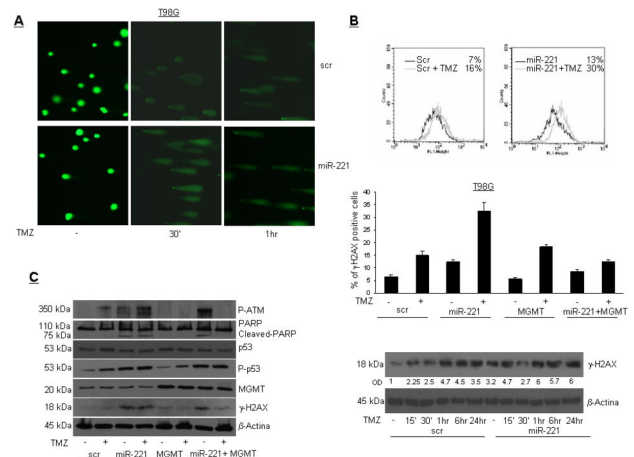 A
T98G
scr
miR-221
TMZ - 30' 1hr
B
Scr 7%
Scr + TMZ 16%
miR-221 13%
miR-221+TMZ 30%
Counts
Counts
FL1-Height
FL1-Height
T98G
% of γH2AX positive cells
40
35
30
25
20
15
10
5
0
TMZ - + - + - + - +
scr miR-221 MGMT miR-221+MGMT
C
350 kDa P-ATM
110 kDa PARP
75 kDa Cleaved-PARP
53 kDa p53
53 kDa P-p53
20 kDa MGMT
18 kDa γ-H2AX
45 kDa β-Actina
TMZ - + - + - + - +
scr miR-221 MGMT miR-221+ MGMT
18 kDa γ-H2AX
OD 1 2.25 2.5 4.7 4.5 3.5 3.2 4.7 2.7 6 5.7 6
45 kDa β-Actina
TMZ - 15' 30' 1hr 6hr 24hr - 15' 30' 1hr 6hr 24hr
scr miR-221